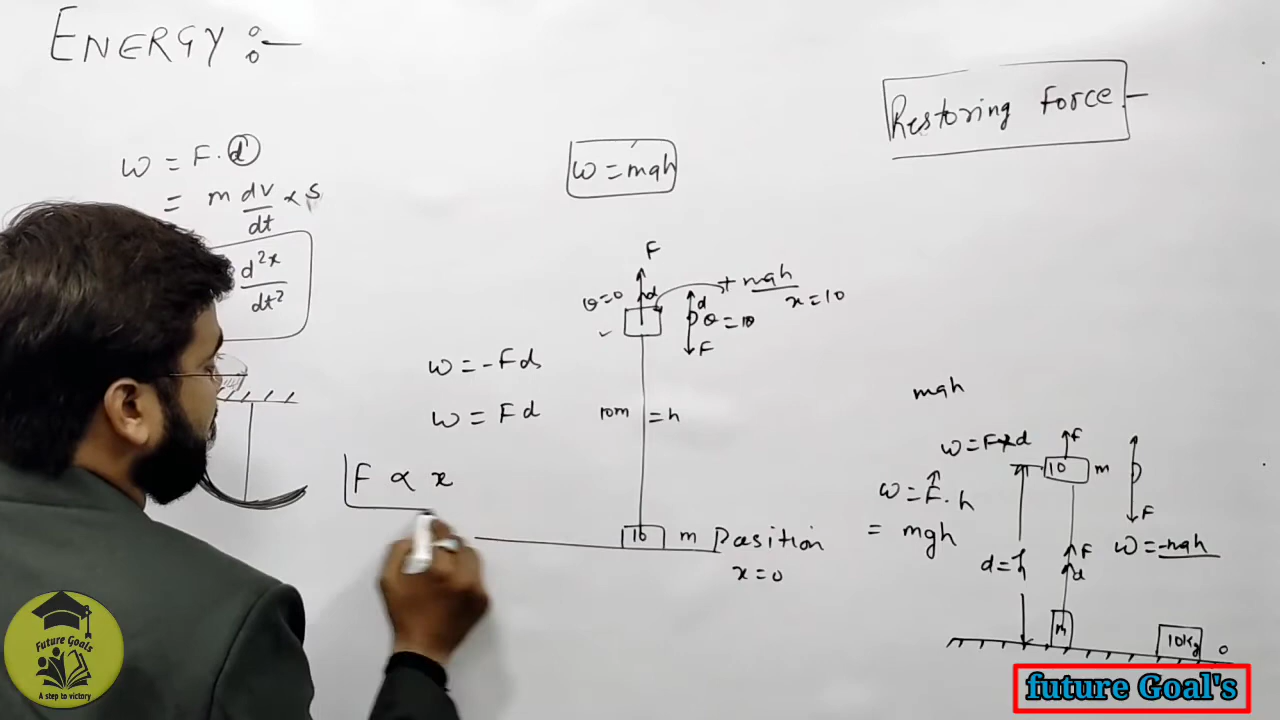 ENERGY :-
Restoring Force -
W = F.d
= m dv/dt × s
d²x/dt²
W = mgh
F
θ=0
d
+ mgh
x = 10
d
F
W = -Fd
W = Fd
10m
= h
F ∝ x
10
m Position
x = 0
mgh
W = F × d
F
10
m
W = F . h
= mgh
F
W = -mgh
d = h
F
d
m
10kg
0
Future Goals
A step to victory
future Goal's